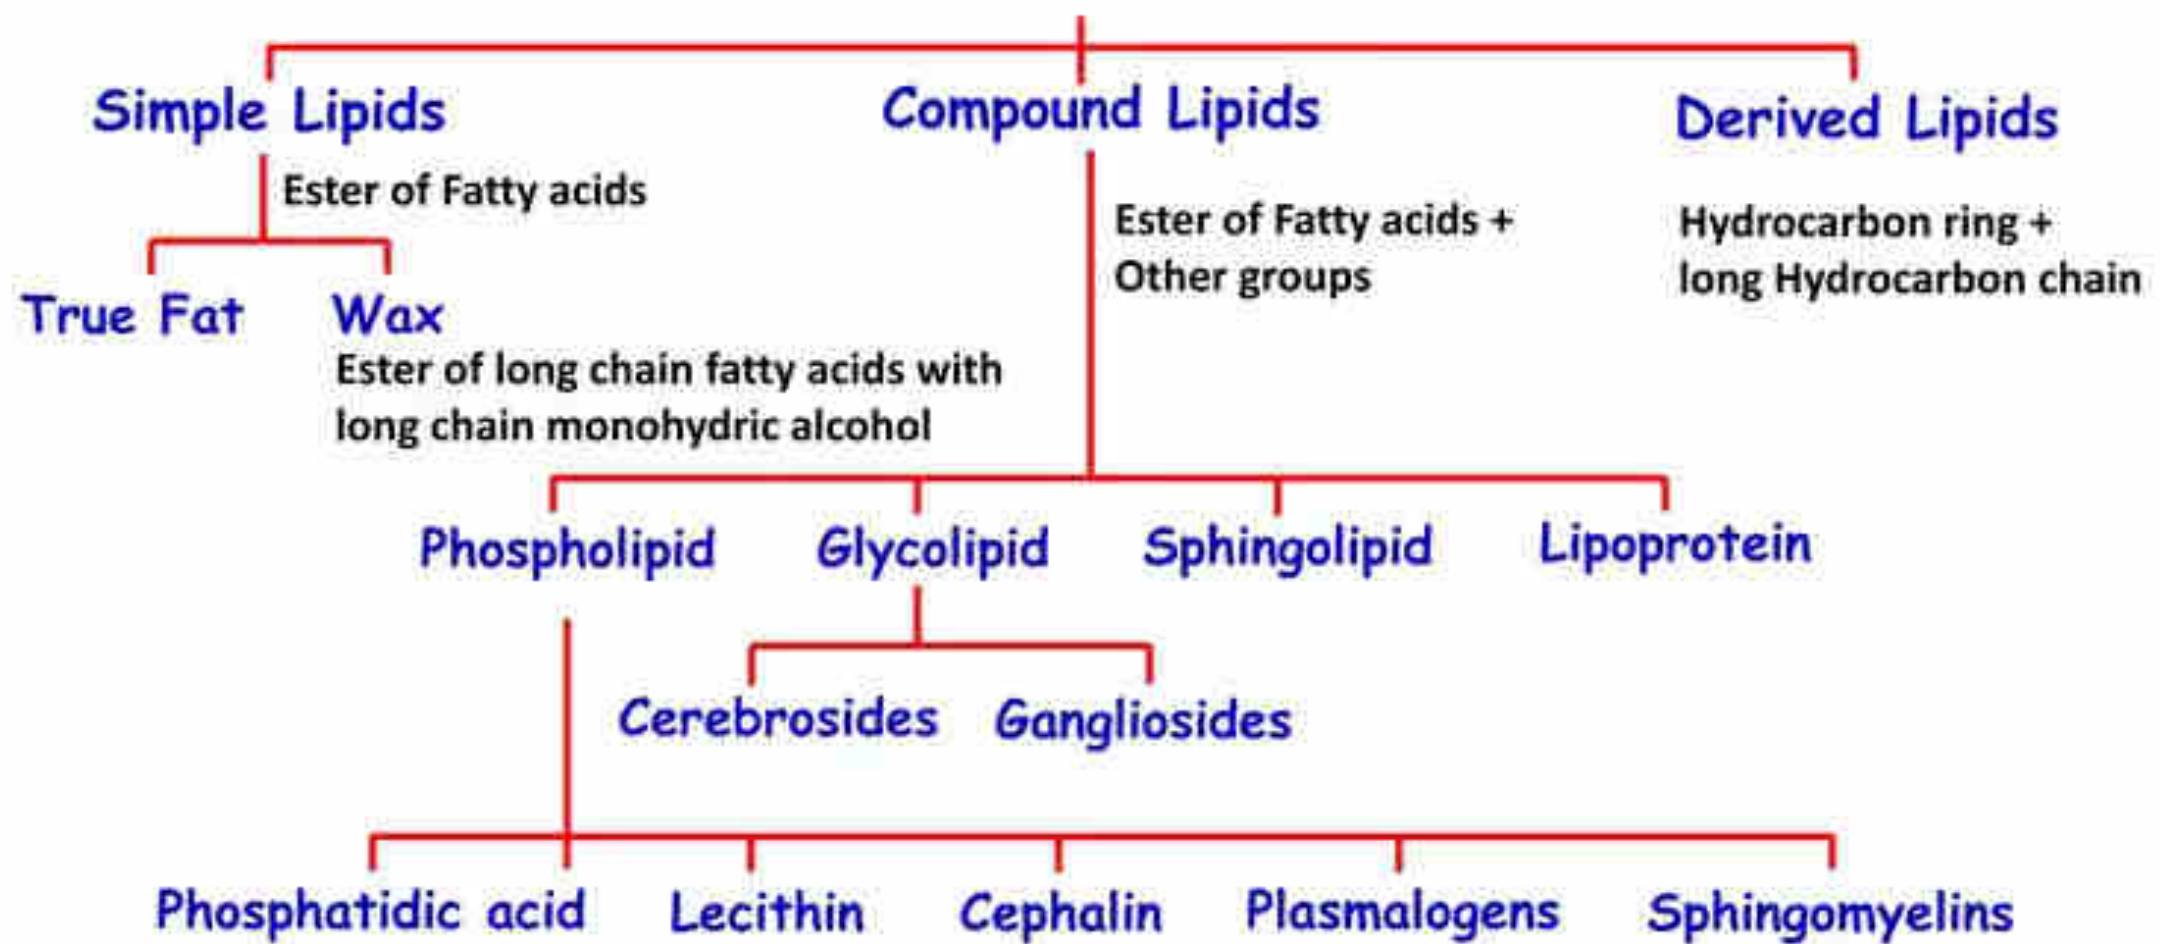 Simple Lipids
Compound Lipids
Derived Lipids
Ester of Fatty acids
Ester of Fatty acids +
Other groups
Hydrocarbon ring +
long Hydrocarbon chain
True Fat
Wax
Ester of long chain fatty acids with
long chain monohydric alcohol
Phospholipid
Glycolipid
Sphingolipid
Lipoprotein
Cerebrosides
Gangliosides
Phosphatidic acid
Lecithin
Cephalin
Plasmalogens
Sphingomyelins